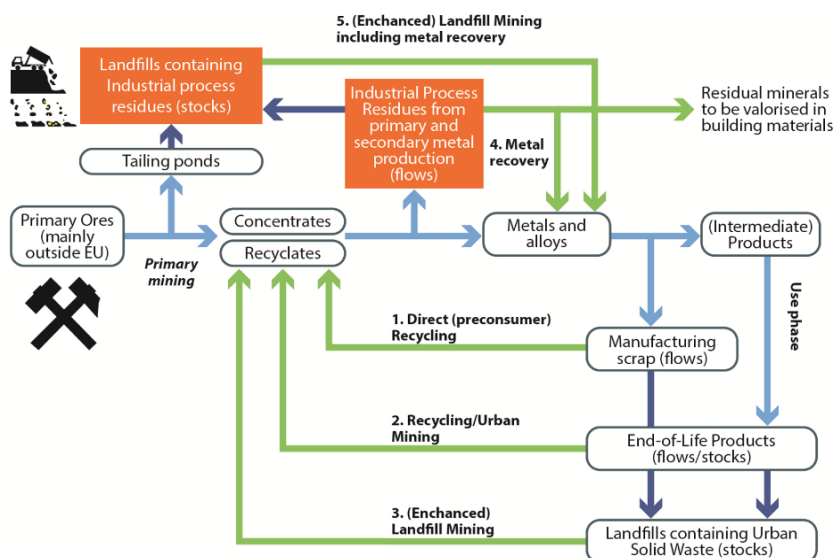 5. (Enchanced) Landfill Mining
including metal recovery
Landfills containing
Industrial process
residues (stocks)
Industrial Process
Residues from
primary and
secondary metal
production
(flows)
Residual minerals
to be valorised in
building materials
4. Metal
recovery
Tailing ponds
Primary Ores
(mainly
outside EU)
Primary
mining
Concentrates
Recyclates
Metals and
alloys
(Intermediate)
Products
Use phase
1. Direct (preconsumer)
Recycling
Manufacturing
scrap (flows)
2. Recycling/Urban
Mining
End-of-Life Products
(flows/stocks)
3. (Enchanced)
Landfill Mining
Landfills containing Urban
Solid Waste (stocks)